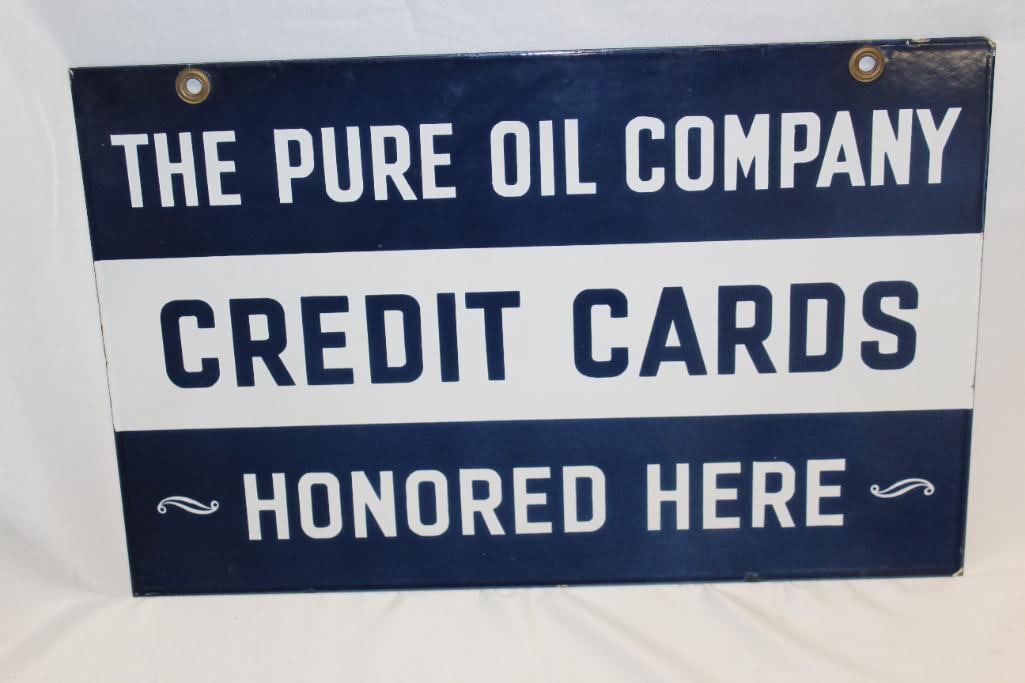 THE PURE OIL COMPANY
CREDIT CARDS
HONORED HERE